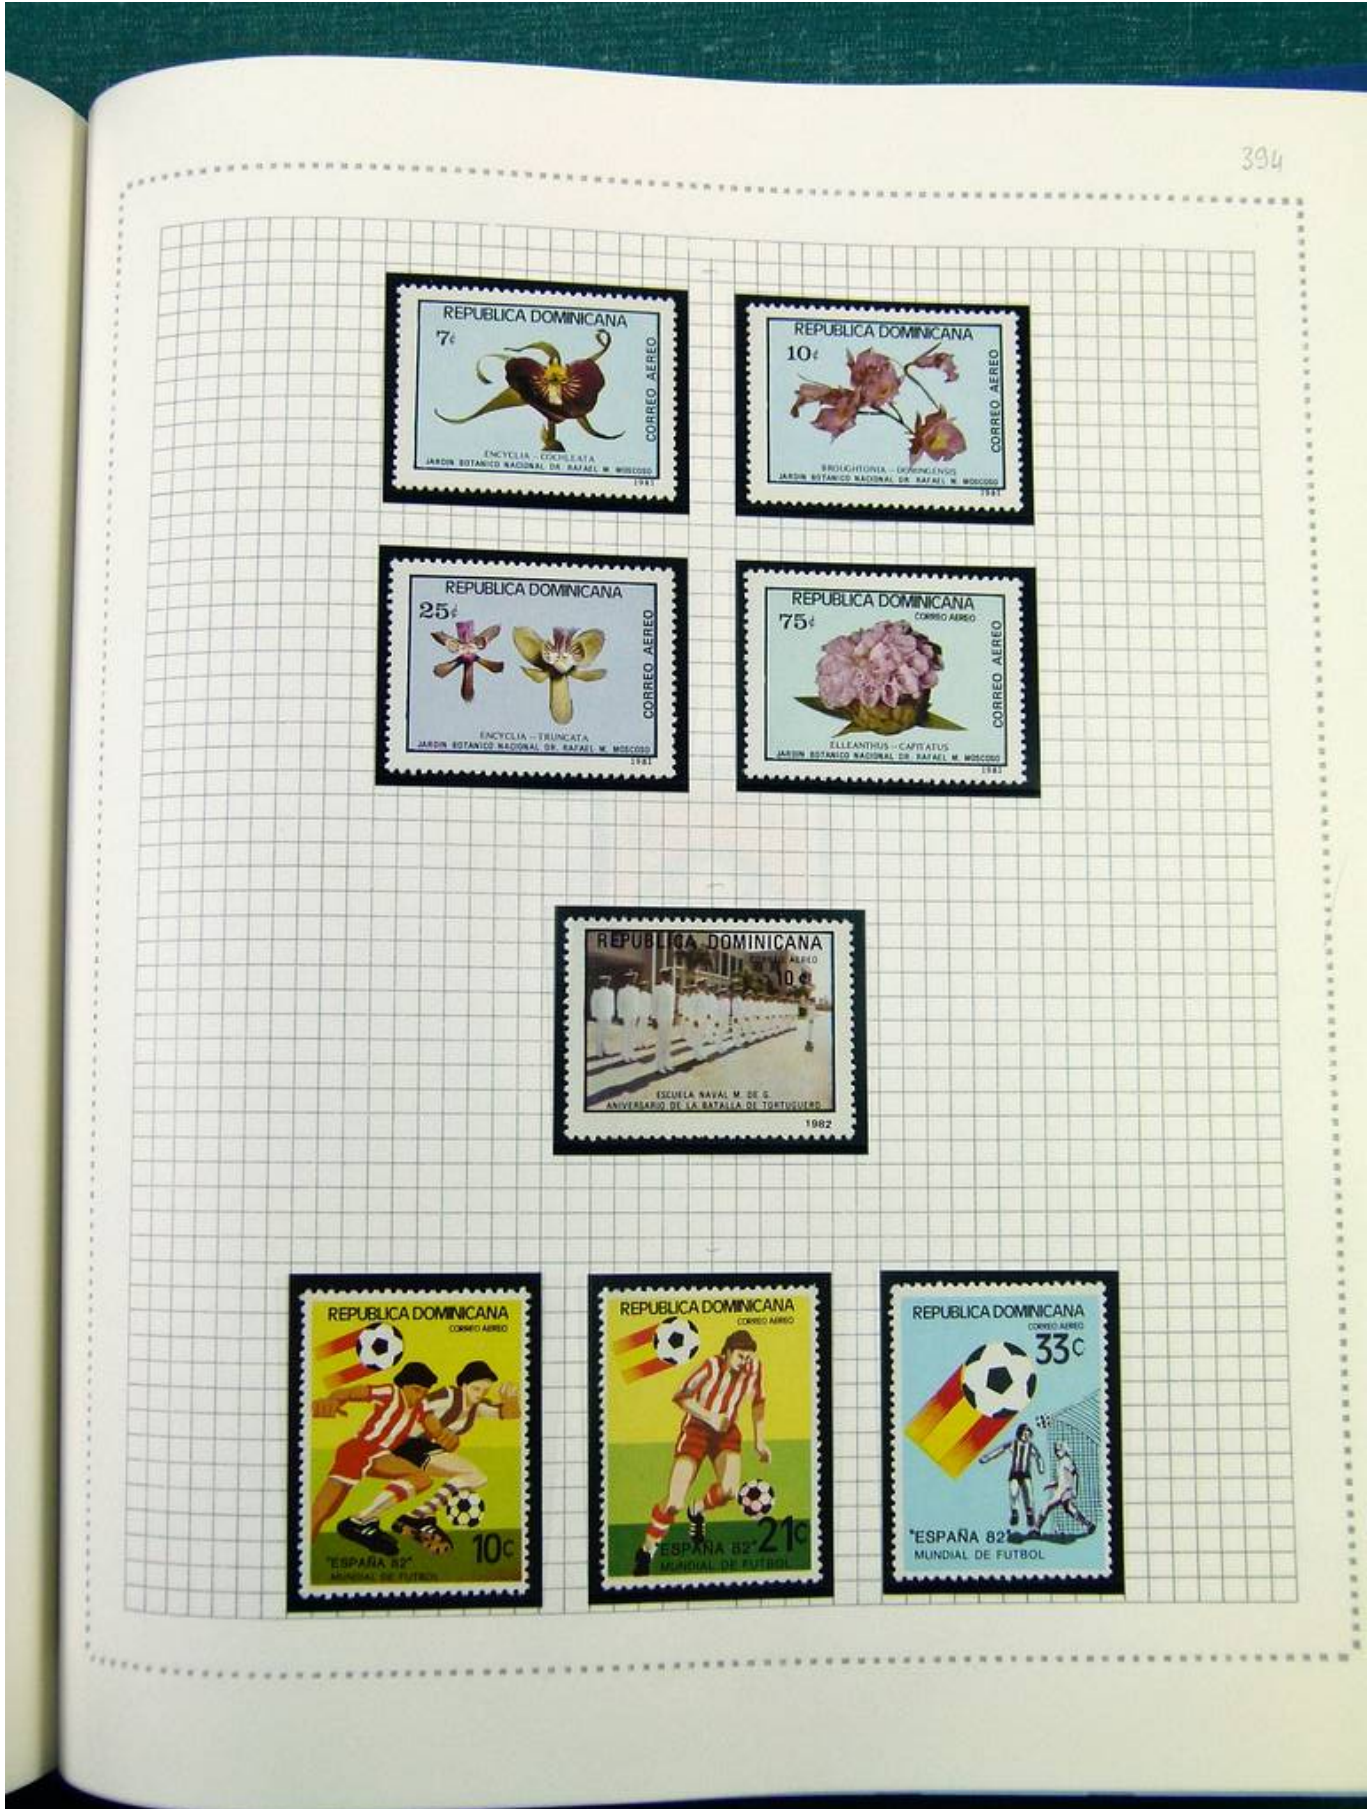 394
REPUBLICA DOMINICANA
7¢
CORREO AEREO
ENCYCLIA - COCHLEATA
JARDIN BOTANICO NACIONAL DR. RAFAEL M. MOSCOSO
1981
REPUBLICA DOMINICANA
10¢
CORREO AEREO
BROUGHTONIA - DOMINGENSIS
JARDIN BOTANICO NACIONAL DR. RAFAEL M. MOSCOSO
1981
REPUBLICA DOMINICANA
25¢
CORREO AEREO
ENCYCLIA - TRUNCATA
JARDIN BOTANICO NACIONAL DR. RAFAEL M. MOSCOSO
1981
REPUBLICA DOMINICANA
CORREO AEREO
75¢
CORREO AEREO
ELLEANTHUS - CAPITATUS
JARDIN BOTANICO NACIONAL DR. RAFAEL M. MOSCOSO
1981
REPUBLICA DOMINICANA
CORREO AEREO
10¢
ESCUELA NAVAL M. DE G.
ANIVERSARIO DE LA BATALLA DE TORTUGUERO
1982
REPUBLICA DOMINICANA
CORREO AEREO
10c
"ESPAÑA 82"
MUNDIAL DE FUTBOL
REPUBLICA DOMINICANA
CORREO AEREO
21c
"ESPAÑA 82"
MUNDIAL DE FUTBOL
REPUBLICA DOMINICANA
CORREO AEREO
33c
"ESPAÑA 82"
MUNDIAL DE FUTBOL